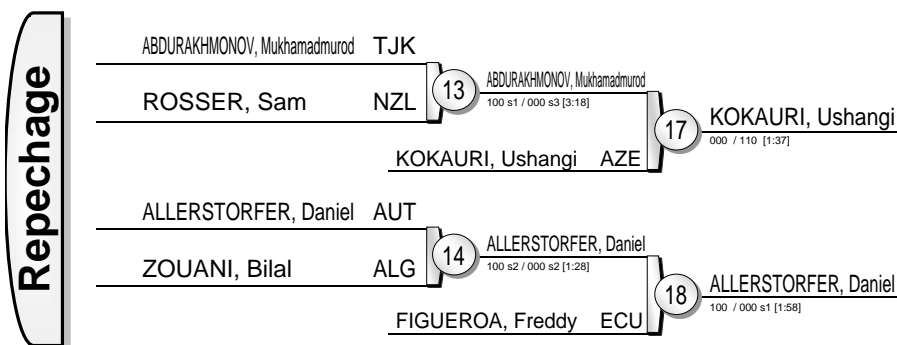 Repechage
ABDURAKHMONOV, Mukhamadmurod TJK
ROSSER, Sam NZL
13
ABDURAKHMONOV, Mukhamadmurod
100 s1 / 000 s3 [3:18]
KOKAURI, Ushangi AZE
17
KOKAURI, Ushangi
000 / 110 [1:37]
ALLERSTORFER, Daniel AUT
ZOUANI, Bilal ALG
14
ALLERSTORFER, Daniel
100 s2 / 000 s2 [1:28]
FIGUEROA, Freddy ECU
18
ALLERSTORFER, Daniel
100 / 000 s1 [1:58]